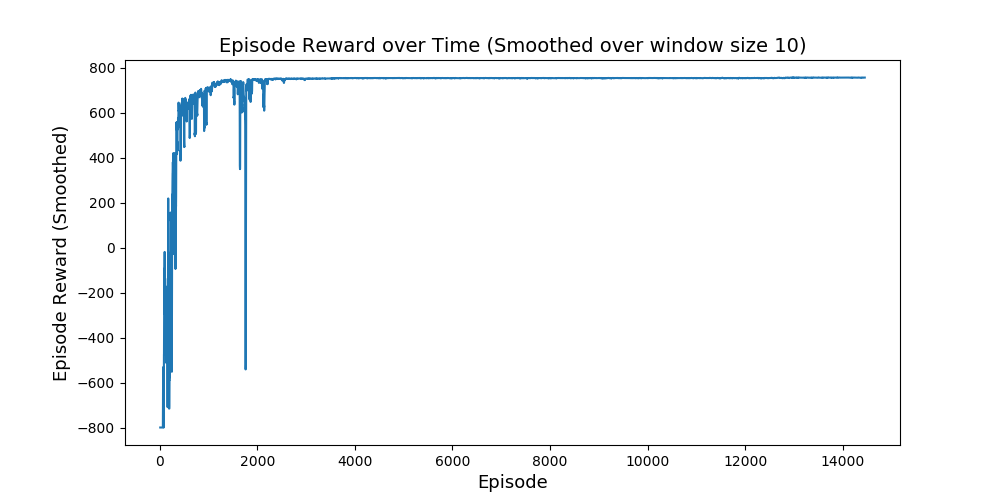 Episode Reward over Time (Smoothed over window size 10)
Episode Reward (Smoothed)
800
600
400
200
0
−200
−400
−600
−800
0 2000 4000 6000 8000 10000 12000 14000
Episode